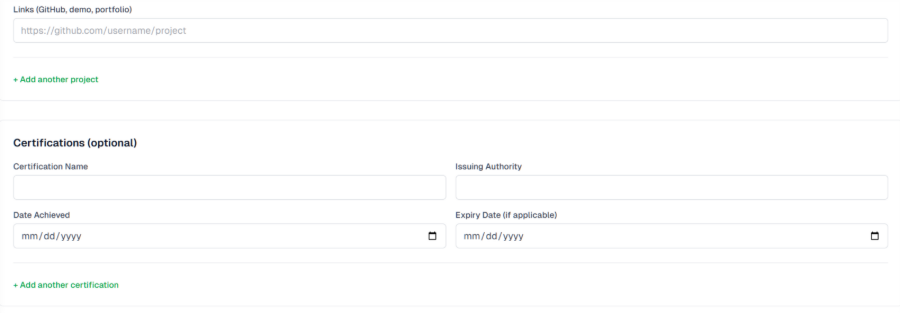 Links (GitHub, demo, portfolio)
https://github.com/username/project
+ Add another project
Certifications (optional)
Certification Name
Issuing Authority
Date Achieved
Expiry Date (if applicable)
mm/dd/yyyy
mm/dd/yyyy
+ Add another certification